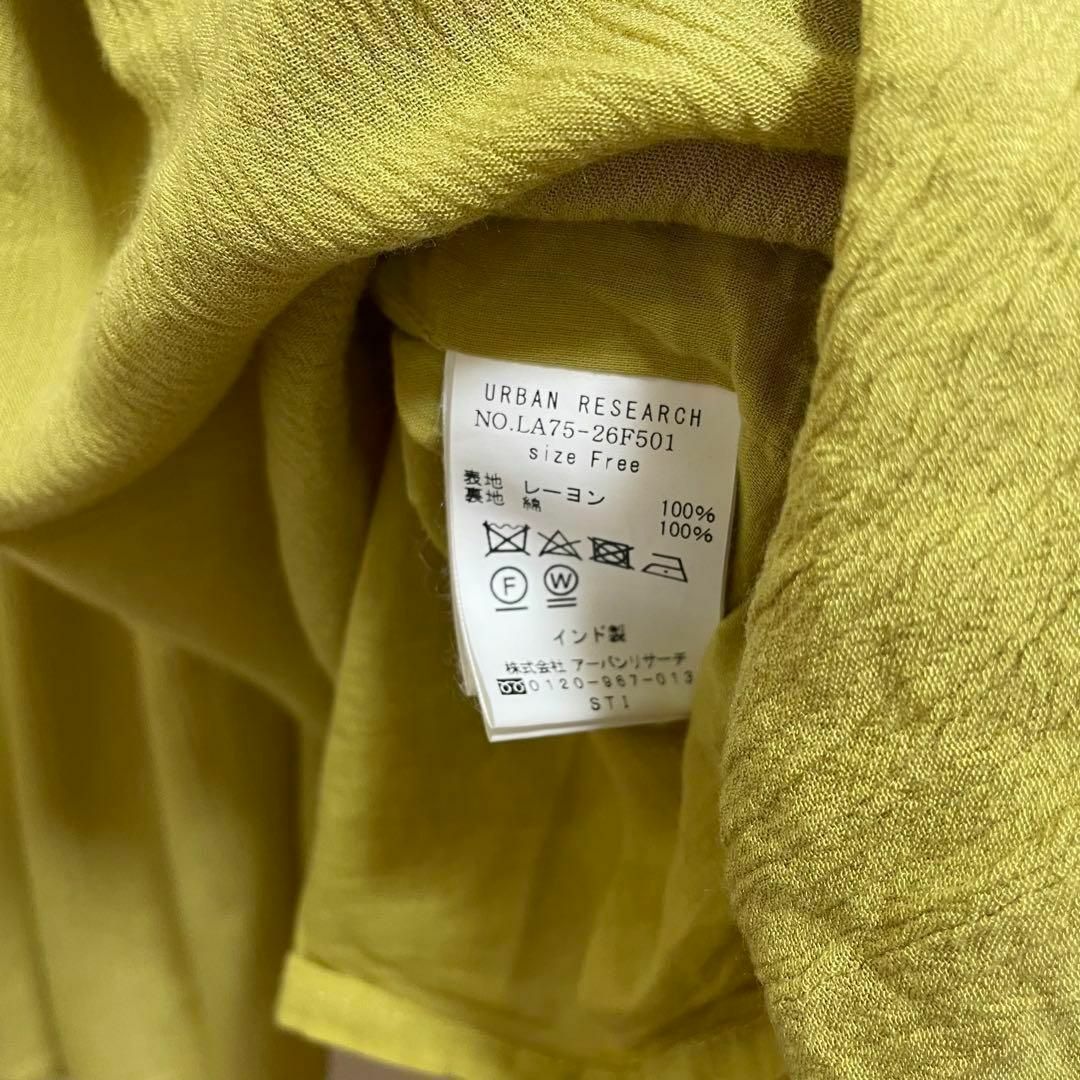 URBAN RESEARCH
NO.LA75-26F501
size Free
表地 レーヨン 100%
裏地 綿 100%
F W
インド製
株式会社 アーバンリサーチ
0120-967-013
STI